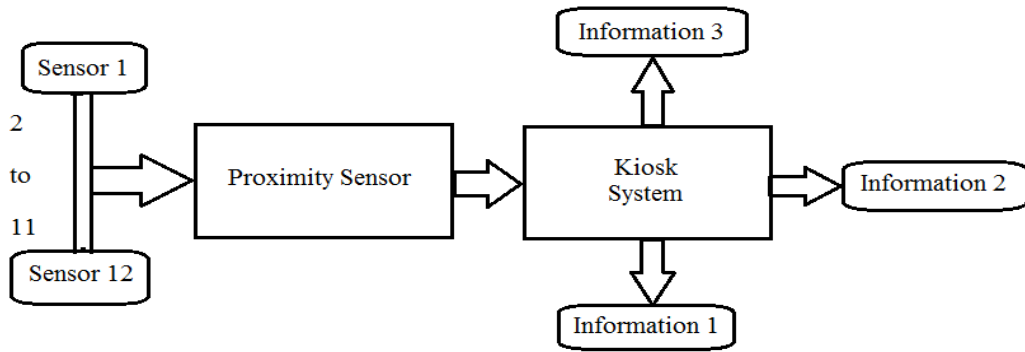 Sensor 1
2
to
11
Sensor 12
Proximity Sensor
Kiosk
System
Information 3
Information 2
Information 1